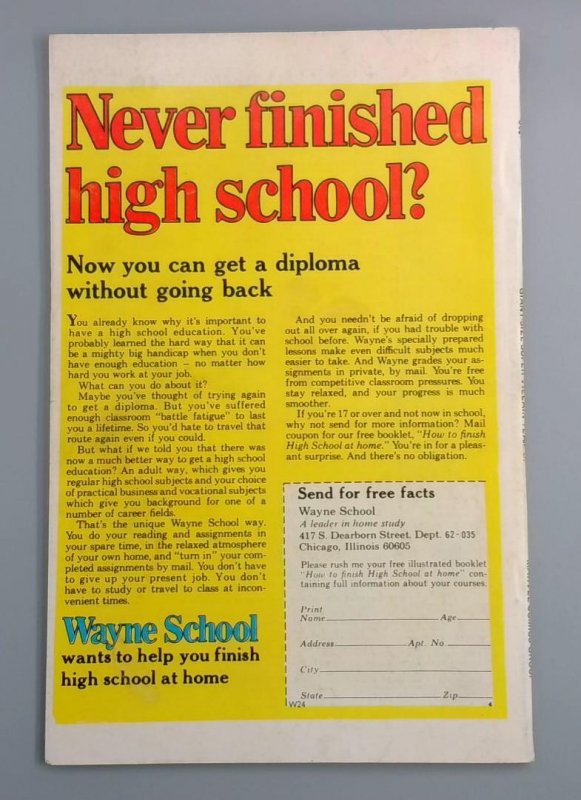 Never finished
high school?
Now you can get a diploma
without going back
You already know why it's important to
have a high school education. You've
probably learned the hard way that it can
be a mighty big handicap when you don't
have enough education – no matter how
hard you work at your job.
What can you do about it?
Maybe you've thought of trying again
to get a diploma. But you've suffered
enough classroom "battle fatigue" to last
you a lifetime. So you'd hate to travel that
route again even if you could.
But what if we told you that there was
now a much better way to get a high school
education? An adult way, which gives you
regular high school subjects and your choice
of practical business and vocational subjects
which give you background for one of a
number of career fields.
That's the unique Wayne School way.
You do your reading and assignments in
your spare time, in the relaxed atmosphere
of your own home, and "turn in" your com-
pleted assignments by mail. You don't have
to give up your present job. You don't
have to study or travel to class at incon-
venient times.
Wayne School
wants to help you finish
high school at home
And you needn't be afraid of dropping
out all over again, if you had trouble with
school before. Wayne's specially prepared
lessons make even difficult subjects much
easier to take. And Wayne grades your as-
signments in private, by mail. You're free
from competitive classroom pressures. You
stay relaxed, and your progress is much
smoother.
If you're 17 or over and not now in school,
why not send for more information? Mail
coupon for our free booklet, "How to finish
High School at home." You're in for a pleas-
ant surprise. And there's no obligation.
Send for free facts
Wayne School
A leader in home study
417 S. Dearborn Street, Dept. 62-035
Chicago, Illinois 60605
Please rush me your free illustrated booklet
"How to finish High School at home" con-
taining full information about your courses.
Print
Name Age
Address Apt. No
City
State Zip
W24 4